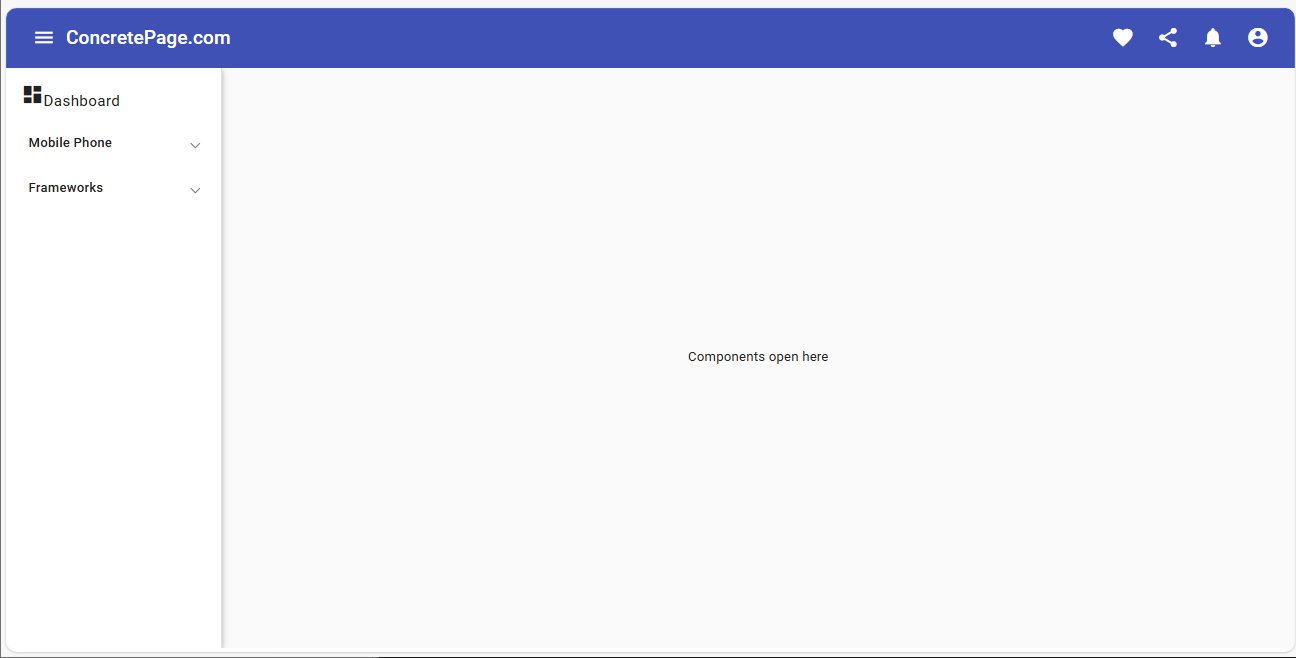 ConcretePage.com
Dashboard
Mobile Phone
Frameworks
Components open here